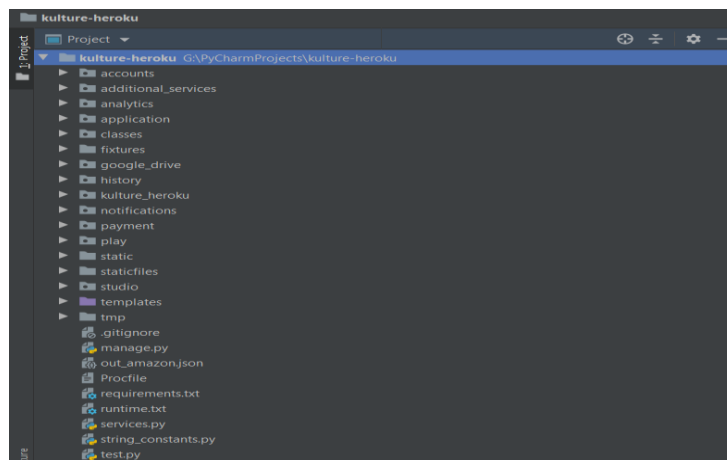 kulture-heroku
Project
1: Project
kulture-heroku G:\PyCharmProjects\kulture-heroku
accounts
additional_services
analytics
application
classes
fixtures
google_drive
history
kulture_heroku
notifications
payment
play
static
staticfiles
studio
templates
tmp
.gitignore
manage.py
out_amazon.json
Procfile
requirements.txt
runtime.txt
services.py
string_constants.py
test.py